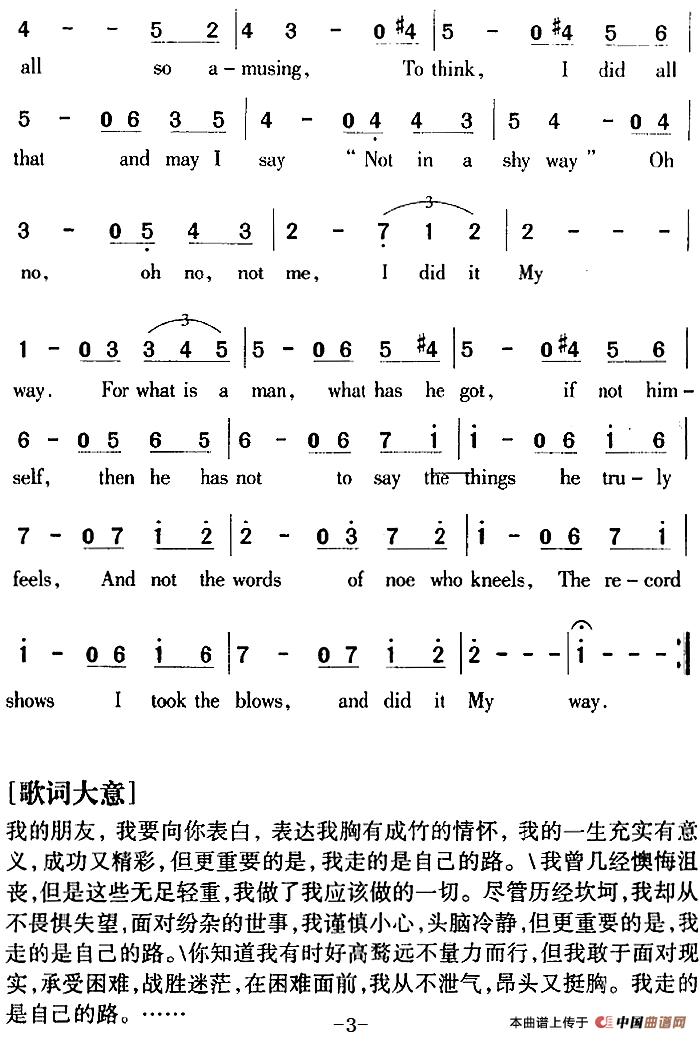 4 - - 5 2 | 4 3 - 0 #4 | 5 - 0 #4 5 6 |
all so a-musing, To think, I did all
5 - 0 6 3 5 | 4 - 0 4 4 3 | 5 4 - 0 4 |
that and may I say “Not in a shy way” Oh
3
3 - 0 5 4 3 | 2 - 7 1 2 | 2 - - - |
no, oh no, not me, I did it My
3
1 - 0 3 3 4 5 | 5 - 0 6 5 #4 | 5 - 0 #4 5 6 |
way. For what is a man, what has he got, if not him-
6 - 0 5 6 5 | 6 - 0 6 7 i | i - 0 6 i 6 |
self, then he has not to say the things he tru-ly
7 - 0 7 i 2 | 2 - 0 3 7 2 | i - 0 6 7 i |
feels, And not the words of noe who kneels, The re-cord
i - 0 6 i 6 | 7 - 0 7 i 2 | 2 - - - | i - - - :|
shows I took the blows, and did it My way.
[歌词大意]
我的朋友, 我要向你表白, 表达我胸有成竹的情怀, 我的一生充实有意
义, 成功又精彩, 但更重要的是, 我走的是自己的路。\我曾几经懊悔沮
丧, 但是这些无足轻重, 我做了我应该做的一切。尽管历经坎坷, 我却从
不畏惧失望, 面对纷杂的世事, 我谨慎小心, 头脑冷静, 但更重要的是, 我
走的是自己的路。\你知道我有时好高骛远不量力而行, 但我敢于面对现
实, 承受困难, 战胜迷茫, 在困难面前, 我从不泄气, 昂头又挺胸。我走的
是自己的路。……
-3-
本曲谱上传于 中国曲谱网